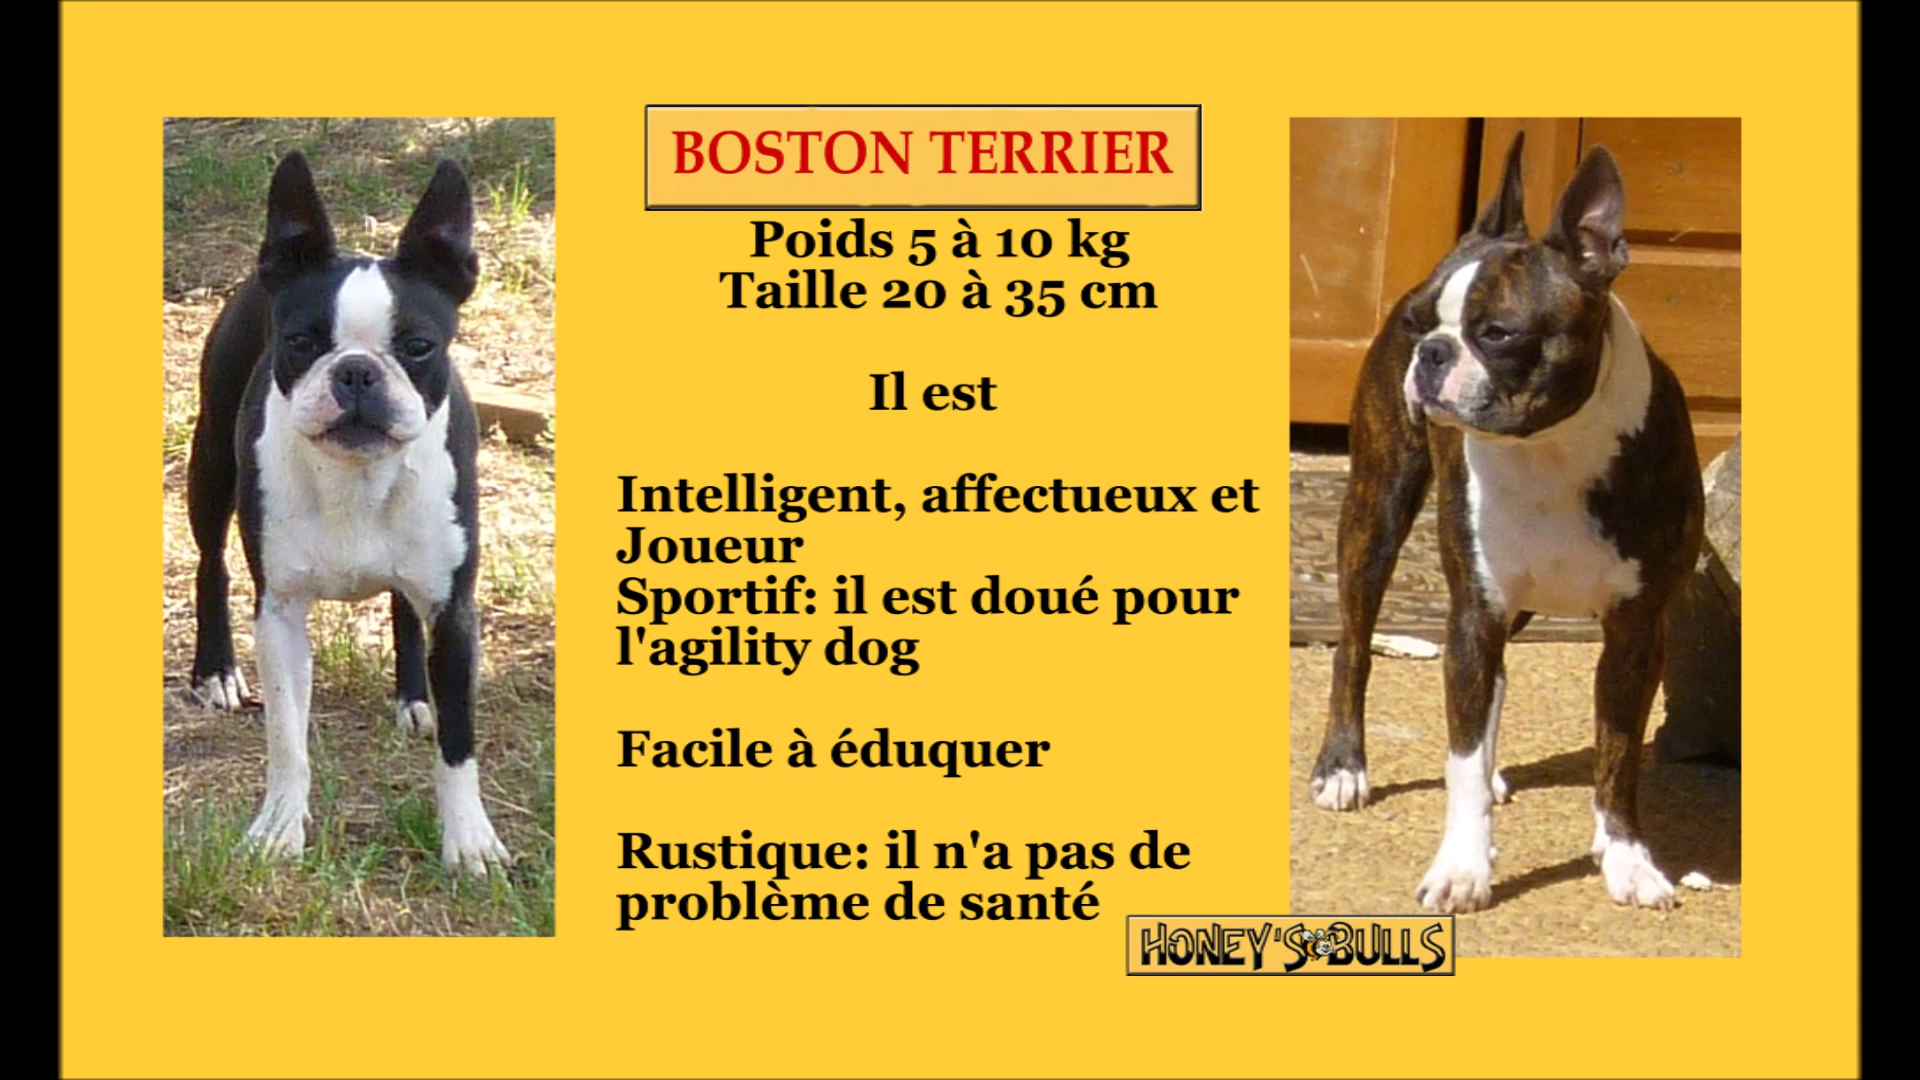 BOSTON TERRIER
Poids 5 à 10 kg
Taille 20 à 35 cm
Il est
Intelligent, affectueux et
Joueur
Sportif: il est doué pour
l'agility dog
Facile à éduquer
Rustique: il n'a pas de
problème de santé
HONEY'S BULLS